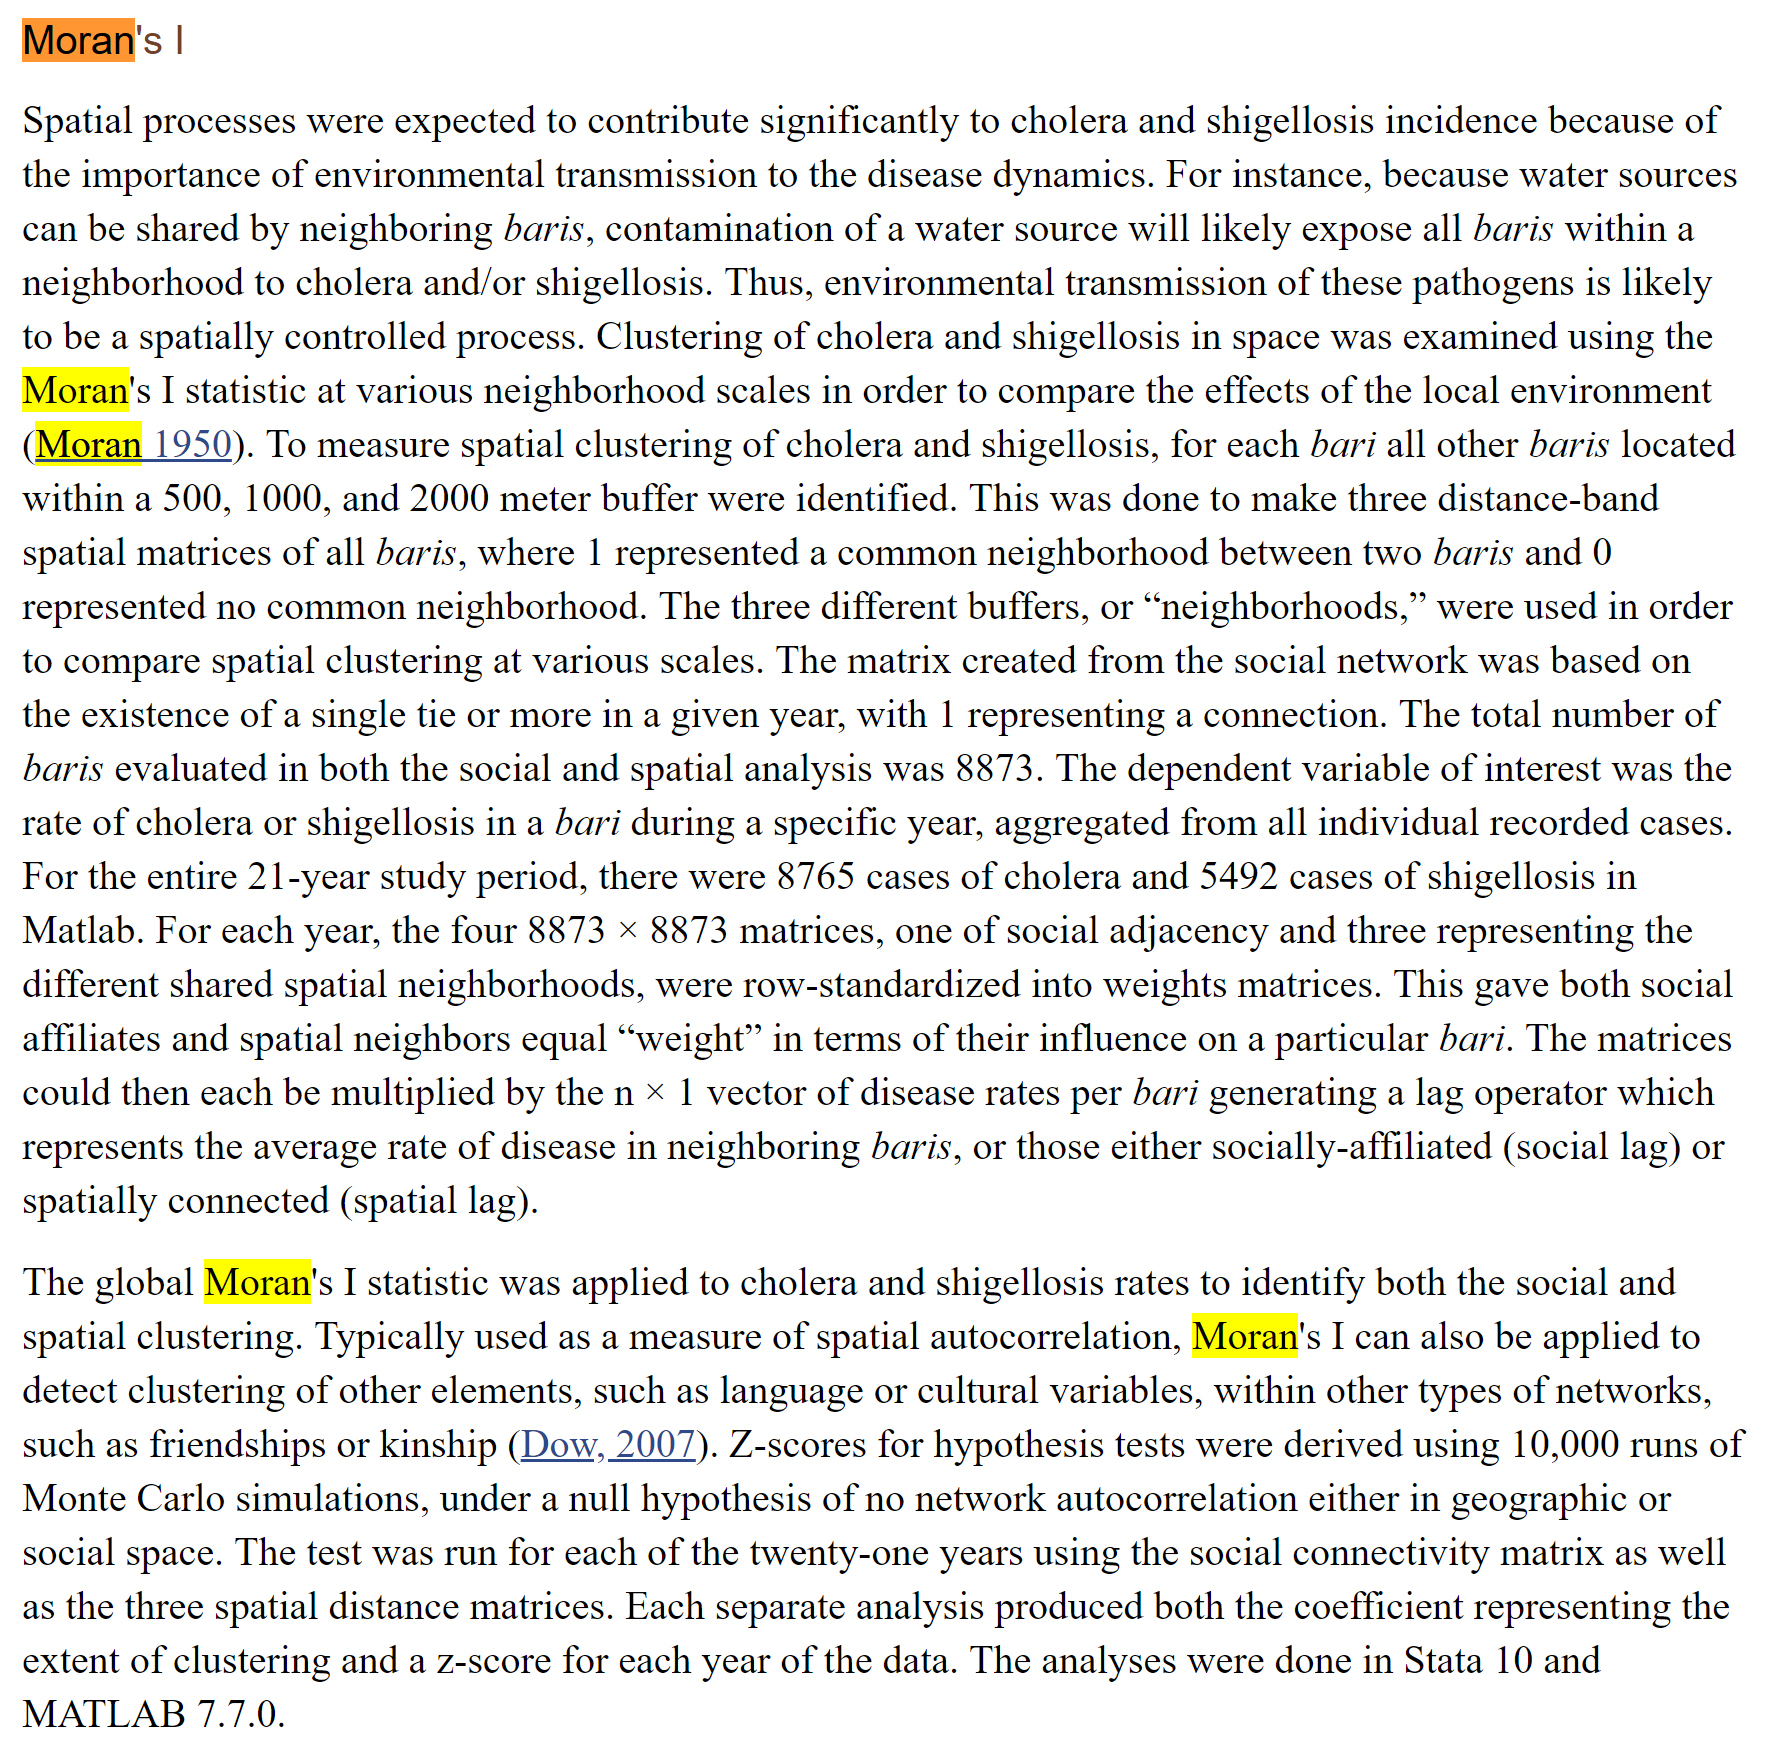 Moran's I
Spatial processes were expected to contribute significantly to cholera and shigellosis incidence because of
the importance of environmental transmission to the disease dynamics. For instance, because water sources
can be shared by neighboring baris, contamination of a water source will likely expose all baris within a
neighborhood to cholera and/or shigellosis. Thus, environmental transmission of these pathogens is likely
to be a spatially controlled process. Clustering of cholera and shigellosis in space was examined using the
Moran's I statistic at various neighborhood scales in order to compare the effects of the local environment
(Moran 1950). To measure spatial clustering of cholera and shigellosis, for each bari all other baris located
within a 500, 1000, and 2000 meter buffer were identified. This was done to make three distance-band
spatial matrices of all baris, where 1 represented a common neighborhood between two baris and 0
represented no common neighborhood. The three different buffers, or “neighborhoods,” were used in order
to compare spatial clustering at various scales. The matrix created from the social network was based on
the existence of a single tie or more in a given year, with 1 representing a connection. The total number of
baris evaluated in both the social and spatial analysis was 8873. The dependent variable of interest was the
rate of cholera or shigellosis in a bari during a specific year, aggregated from all individual recorded cases.
For the entire 21-year study period, there were 8765 cases of cholera and 5492 cases of shigellosis in
Matlab. For each year, the four 8873 × 8873 matrices, one of social adjacency and three representing the
different shared spatial neighborhoods, were row-standardized into weights matrices. This gave both social
affiliates and spatial neighbors equal “weight” in terms of their influence on a particular bari. The matrices
could then each be multiplied by the n × 1 vector of disease rates per bari generating a lag operator which
represents the average rate of disease in neighboring baris, or those either socially-affiliated (social lag) or
spatially connected (spatial lag).
The global Moran's I statistic was applied to cholera and shigellosis rates to identify both the social and
spatial clustering. Typically used as a measure of spatial autocorrelation, Moran's I can also be applied to
detect clustering of other elements, such as language or cultural variables, within other types of networks,
such as friendships or kinship (Dow, 2007). Z-scores for hypothesis tests were derived using 10,000 runs of
Monte Carlo simulations, under a null hypothesis of no network autocorrelation either in geographic or
social space. The test was run for each of the twenty-one years using the social connectivity matrix as well
as the three spatial distance matrices. Each separate analysis produced both the coefficient representing the
extent of clustering and a z-score for each year of the data. The analyses were done in Stata 10 and
MATLAB 7.7.0.